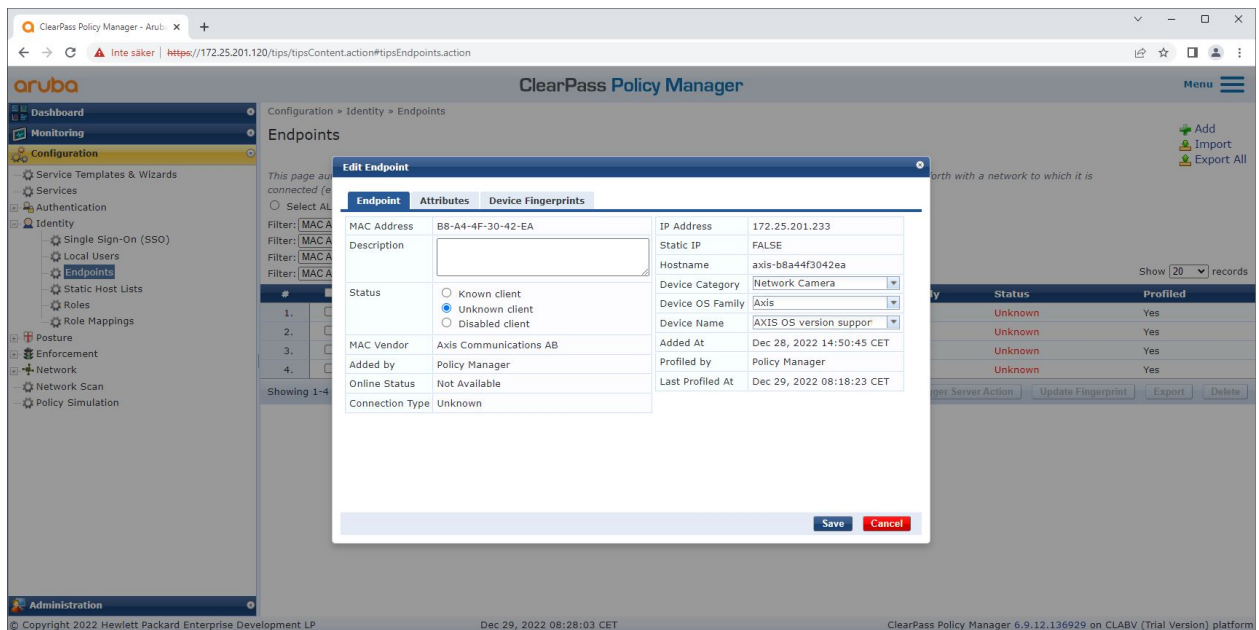 ClearPass Policy Manager - Arub
Inte säker | https://172.25.201.120/tips/tipsContent.action#tipsEndpoints.action
aruba
ClearPass Policy Manager
Menu
Dashboard
Monitoring
Configuration
Service Templates & Wizards
Services
Authentication
Identity
Single Sign-On (SSO)
Local Users
Endpoints
Static Host Lists
Roles
Role Mappings
Posture
Enforcement
Network
Network Scan
Policy Simulation
Administration
Configuration » Identity » Endpoints
Endpoints
Add
Import
Export All
This page au
orth with a network to which it is
connected (e
Select AL
Filter: MAC A
Filter: MAC A
Filter: MAC A
Filter: MAC A
Show 20 records
# y Status Profiled
1. Unknown Yes
2. Unknown Yes
3. Unknown Yes
4. Unknown Yes
Showing 1-4
ger Server Action Update Fingerprint Export Delete
Edit Endpoint
Endpoint Attributes Device Fingerprints
MAC Address B8-A4-4F-30-42-EA
Description
Status
Known client
Unknown client
Disabled client
MAC Vendor Axis Communications AB
Added by Policy Manager
Online Status Not Available
Connection Type Unknown
IP Address 172.25.201.233
Static IP FALSE
Hostname axis-b8a44f3042ea
Device Category Network Camera
Device OS Family Axis
Device Name AXIS OS version suppor
Added At Dec 28, 2022 14:50:45 CET
Profiled by Policy Manager
Last Profiled At Dec 29, 2022 08:18:23 CET
Save Cancel
© Copyright 2022 Hewlett Packard Enterprise Development LP
Dec 29, 2022 08:28:03 CET
ClearPass Policy Manager 6.9.12.136929 on CLABV (Trial Version) platform